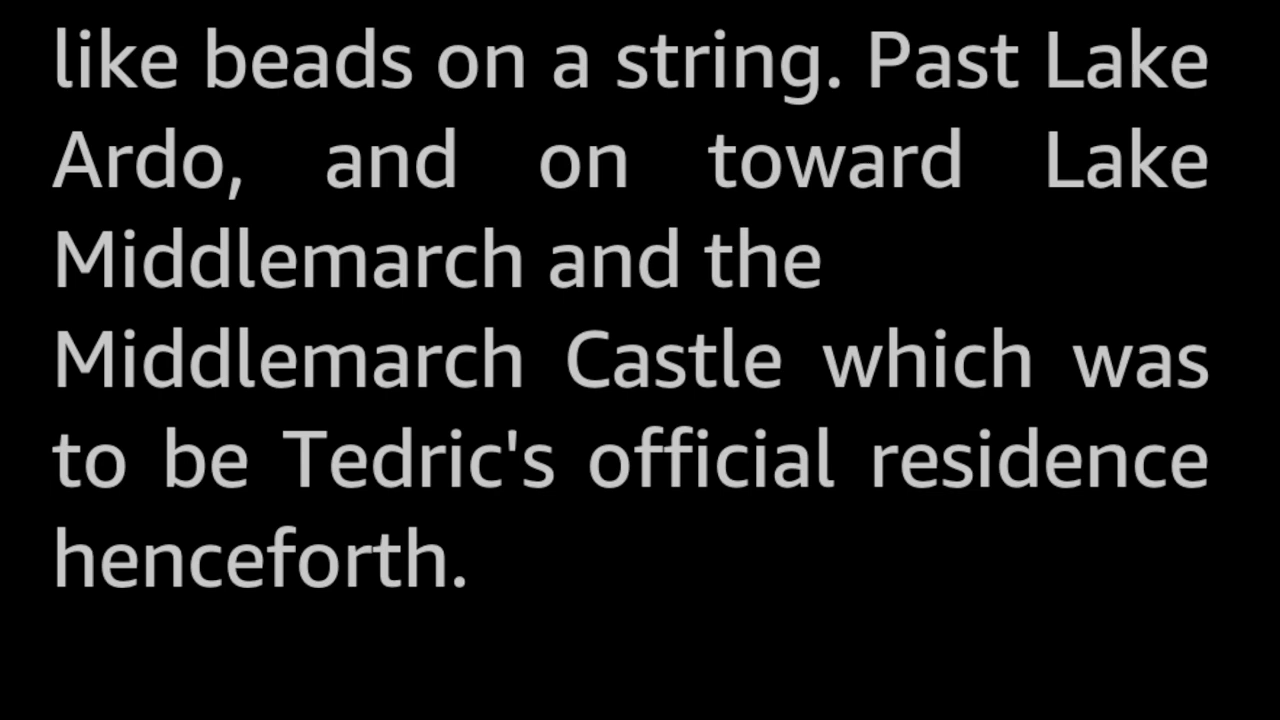 like beads on a string. Past Lake
Ardo, and on toward Lake
Middlemarch and the
Middlemarch Castle which was
to be Tedric's official residence
henceforth.